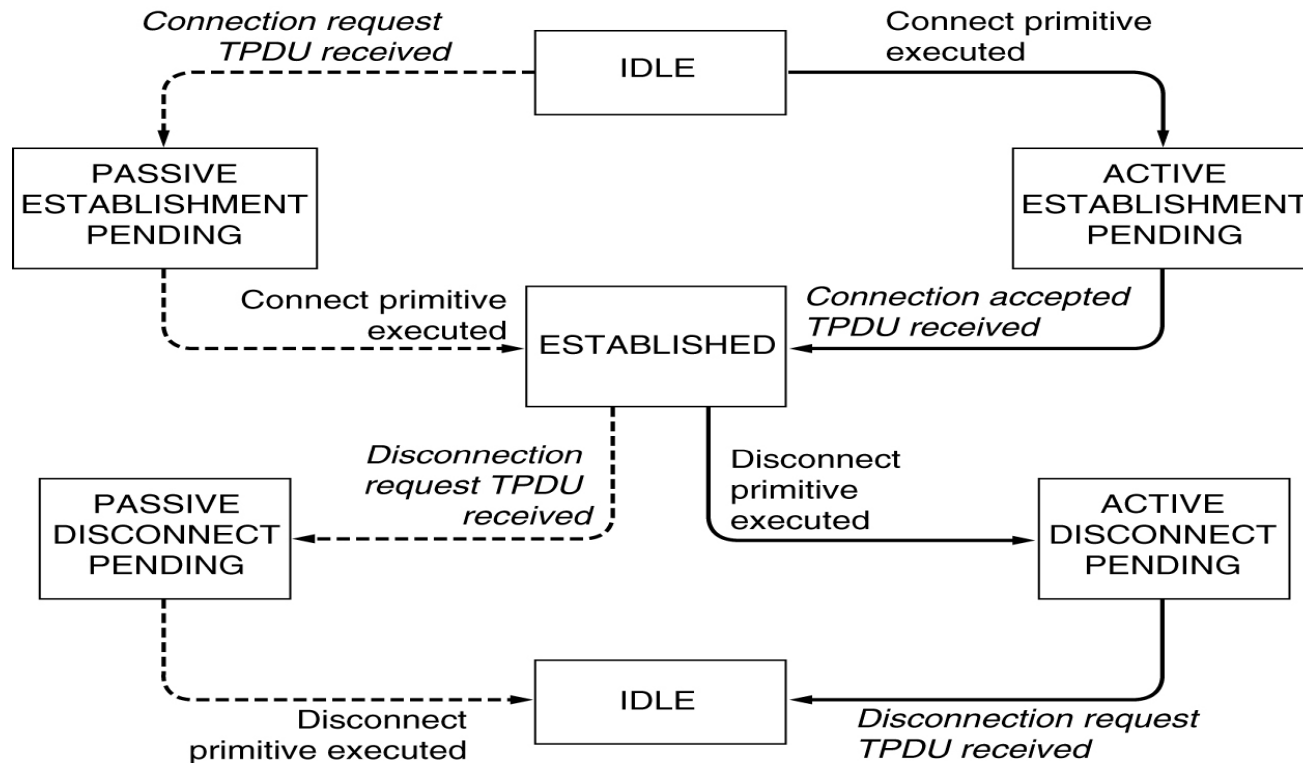 Connection request
TPDU received
IDLE
Connect primitive
executed
PASSIVE
ESTABLISHMENT
PENDING
ACTIVE
ESTABLISHMENT
PENDING
Connect primitive
executed
ESTABLISHED
Connection accepted
TPDU received
Disconnection
request TPDU
received
Disconnect
primitive
executed
PASSIVE
DISCONNECT
PENDING
ACTIVE
DISCONNECT
PENDING
Disconnect
primitive executed
IDLE
Disconnection request
TPDU received